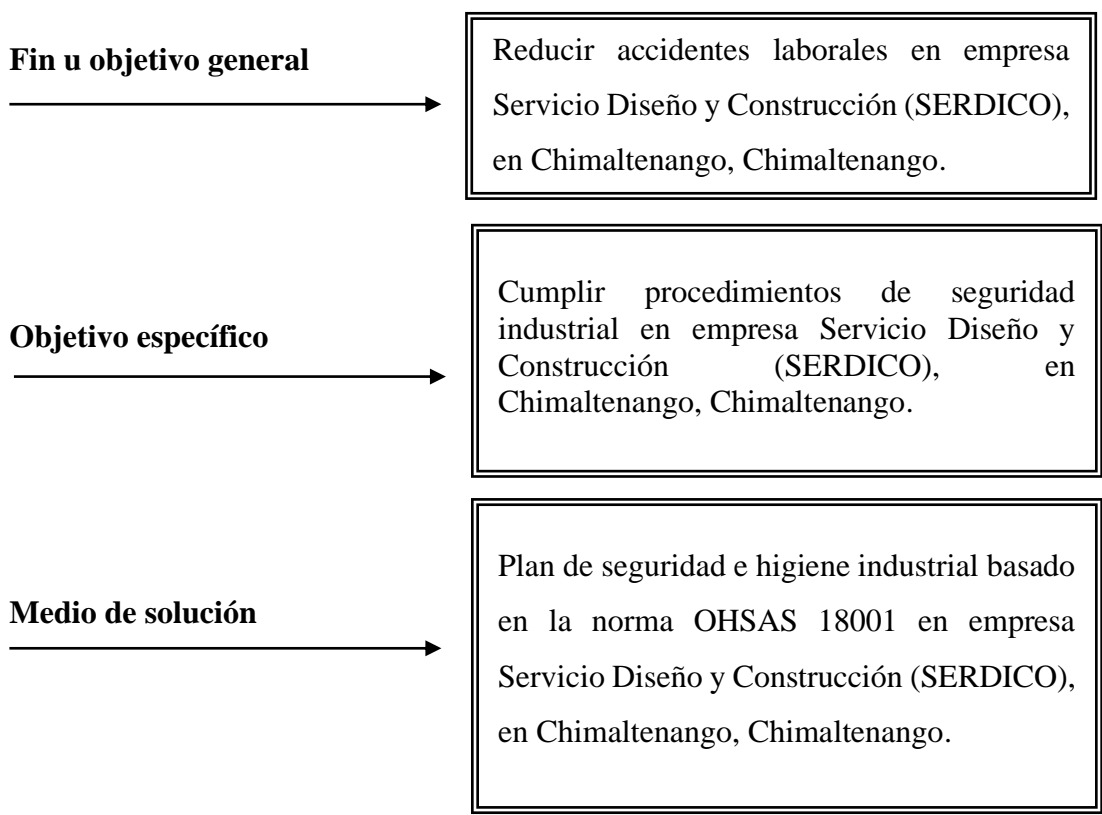 Fin u objetivo general
Reducir accidentes laborales en empresa
Servicio Diseño y Construcción (SERDICO),
en Chimaltenango, Chimaltenango.
Objetivo específico
Cumplir procedimientos de seguridad
industrial en empresa Servicio Diseño y
Construcción (SERDICO), en
Chimaltenango, Chimaltenango.
Medio de solución
Plan de seguridad e higiene industrial basado
en la norma OHSAS 18001 en empresa
Servicio Diseño y Construcción (SERDICO),
en Chimaltenango, Chimaltenango.